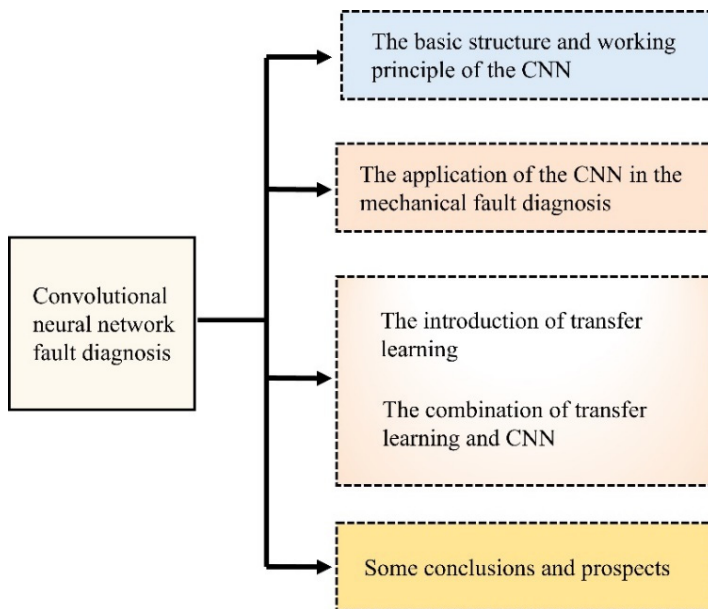 The basic structure and working
principle of the CNN
The application of the CNN in the
mechanical fault diagnosis
Convolutional
neural network
fault diagnosis
The introduction of transfer
learning
The combination of transfer
learning and CNN
Some conclusions and prospects